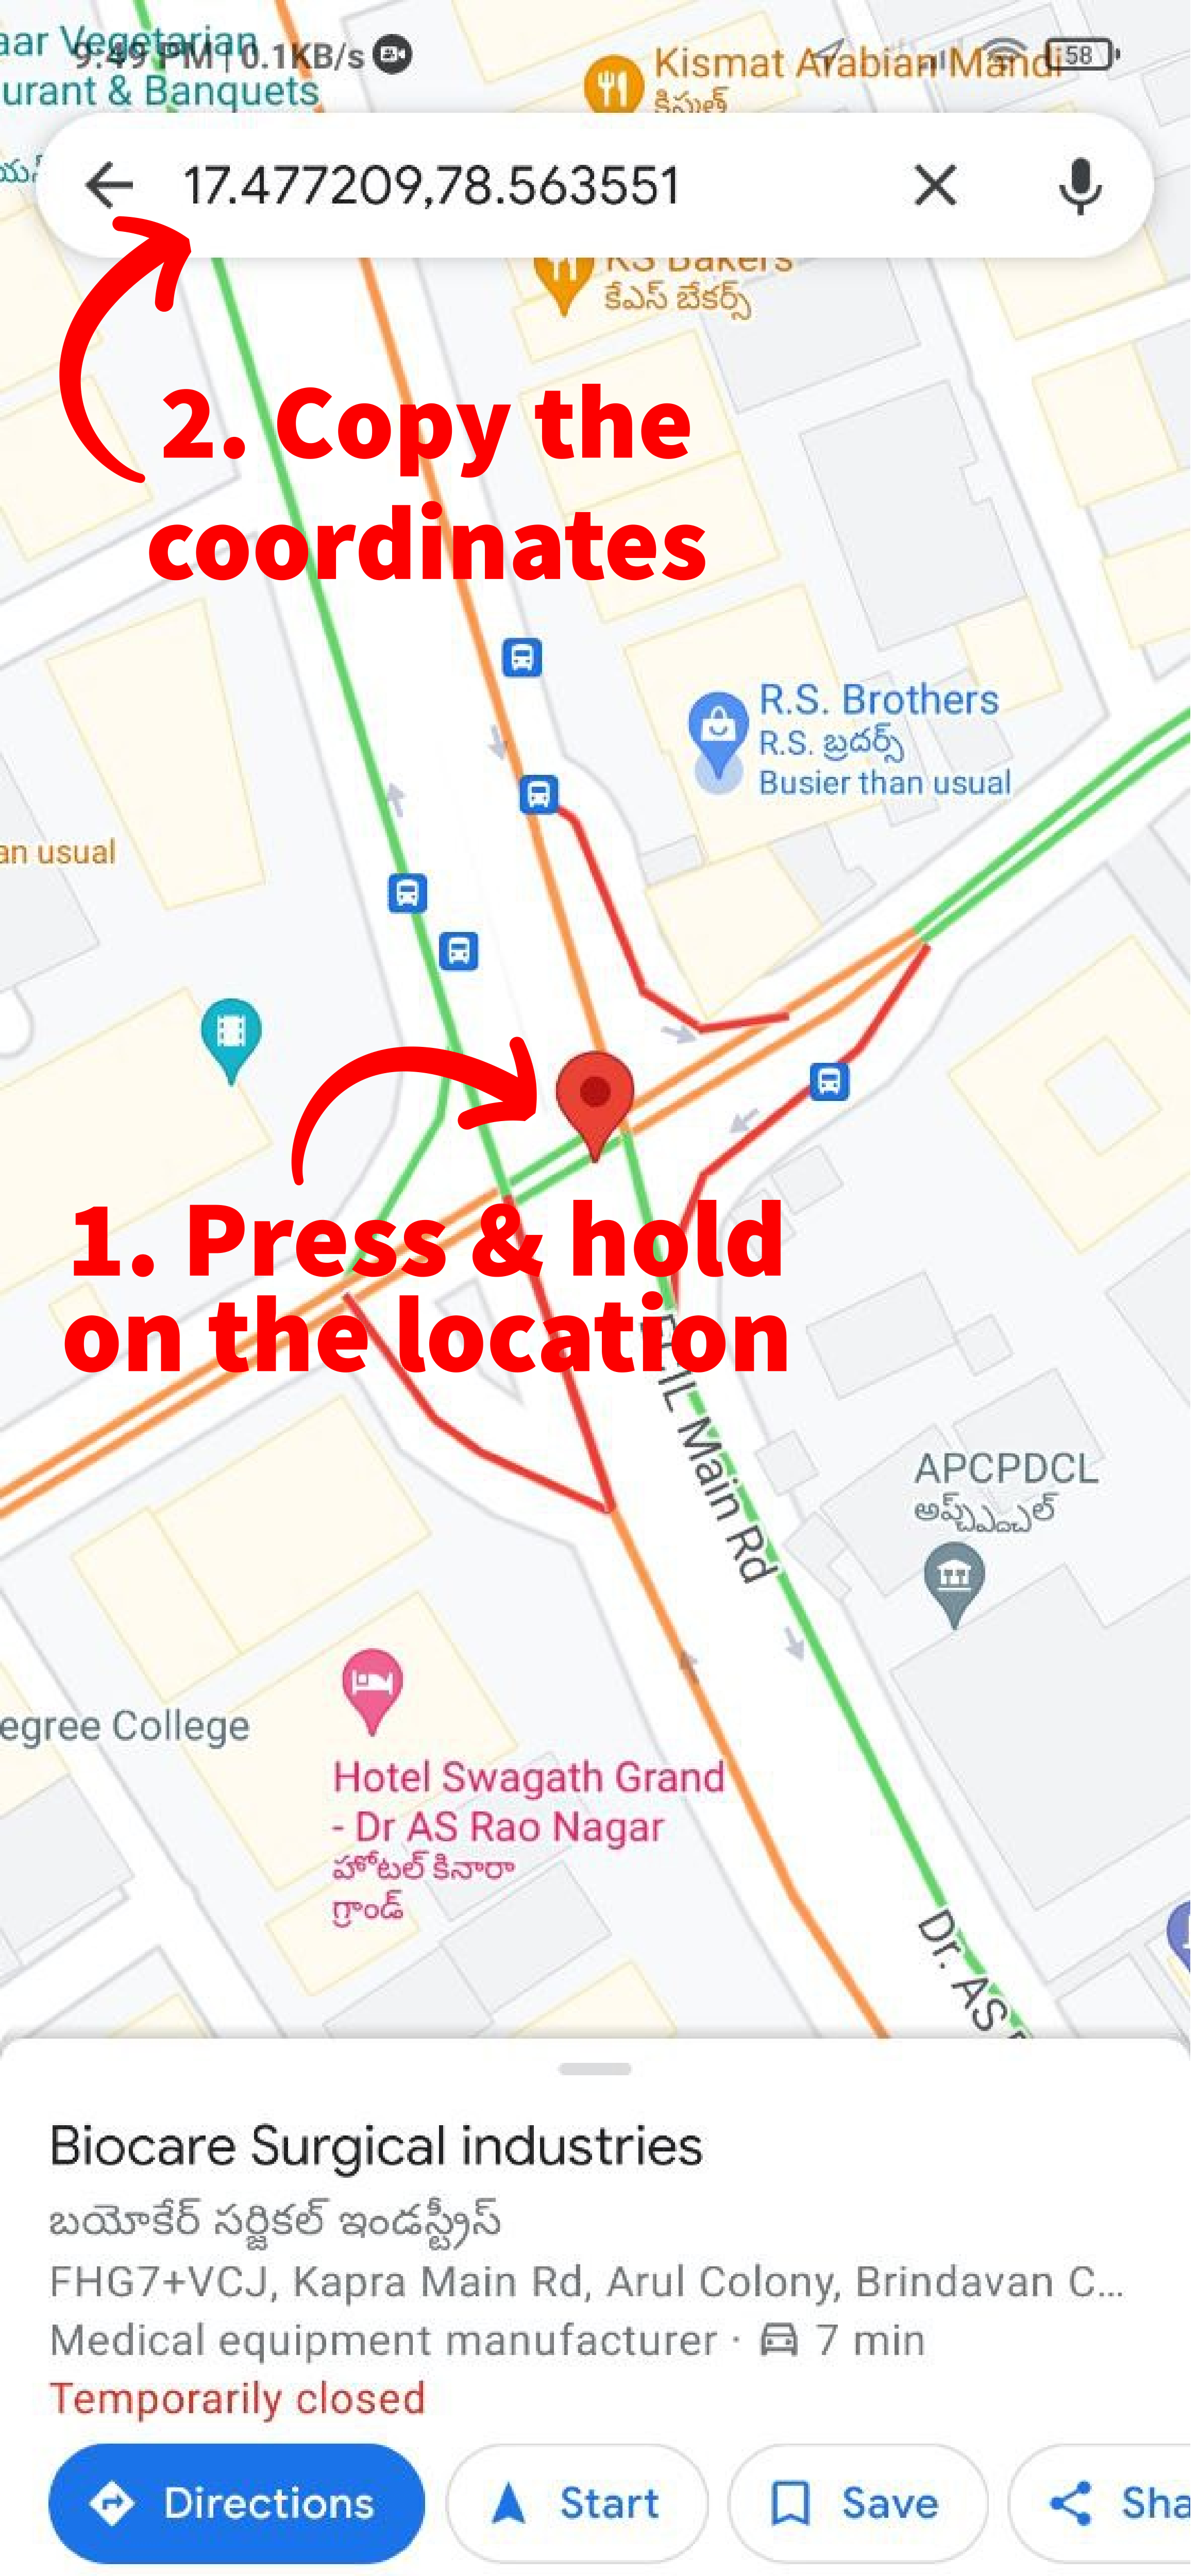 aar Vegetarian
urant & Banquets
9:49 PM | 0.1KB/s
58
Kismat Arabian Mandi
కిస్మత్
17.477209,78.563551
KS Bakers
కేఎస్ బేకర్స్
2. Copy the
coordinates
R.S. Brothers
R.S. బ్రదర్స్
Busier than usual
an usual
1. Press & hold
on the location
Main Rd
APCPDCL
egree College
Hotel Swagath Grand
- Dr AS Rao Nagar
హోటల్ కినారా
గ్రాండ్
Dr. AS
Biocare Surgical industries
బయోకేర్ సర్జికల్ ఇండస్ట్రీస్
FHG7+VCJ, Kapra Main Rd, Arul Colony, Brindavan C...
Medical equipment manufacturer · 7 min
Temporarily closed
Directions
Start
Save
Sha